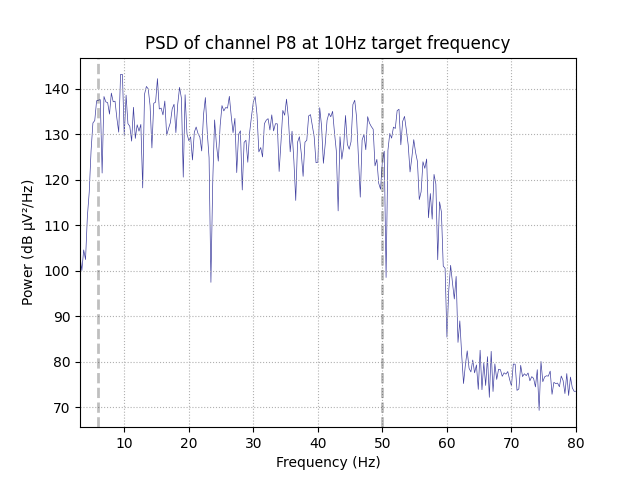 PSD of channel P8 at 10Hz target frequency
Power (dB µV²/Hz)
140
130
120
110
100
90
80
70
10 20 30 40 50 60 70 80
Frequency (Hz)